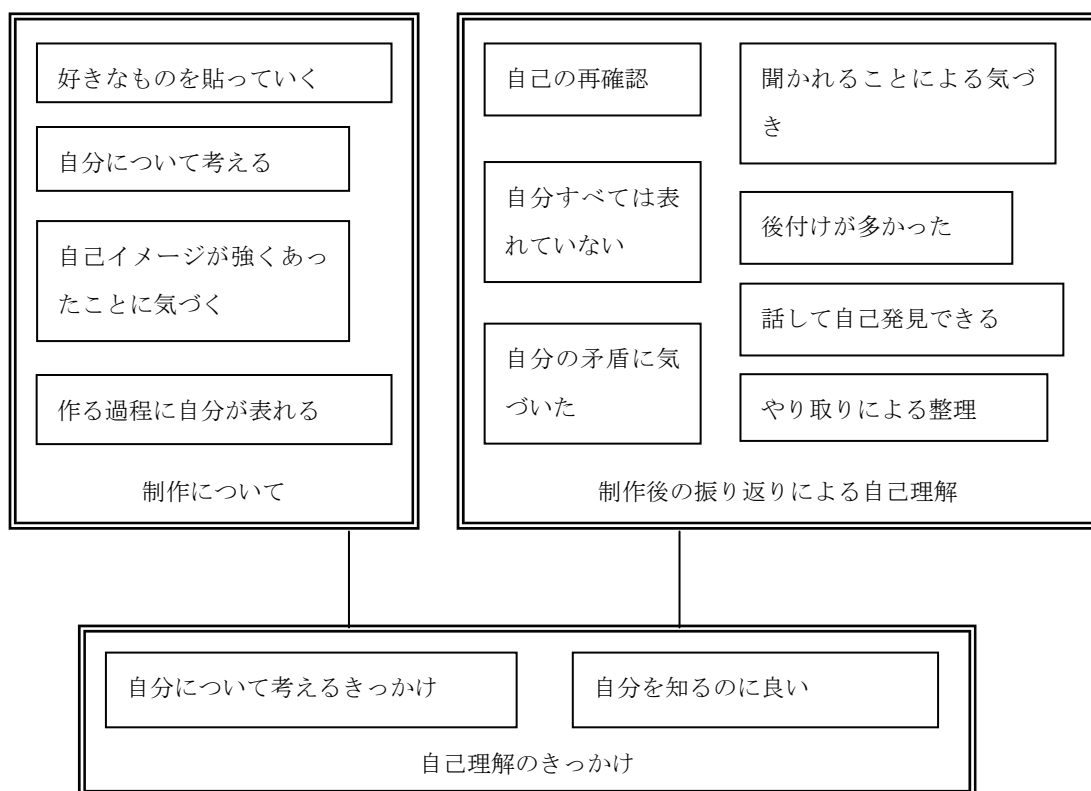 好きなものを貼っていく
自分について考える
自己イメージが強くあっ
たことに気づく
作る過程に自分が表れる
制作について
自己の再確認
自分すべては表
れていない
自分の矛盾に気
づいた
聞かれることによる気づ
き
後付けが多かった
話して自己発見できる
やり取りによる整理
制作後の振り返りによる自己理解
自分について考えるきっかけ
自分を知るのに良い
自己理解のきっかけ